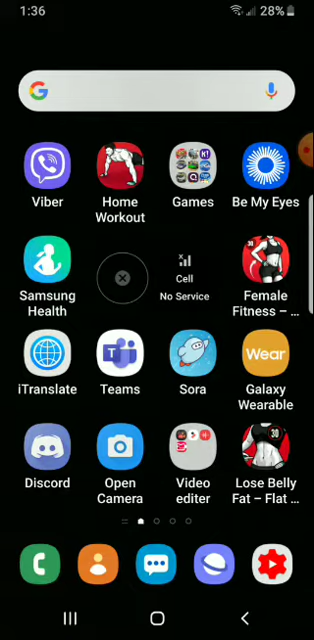 1:36
28%
Viber
Home
Workout
Games
Be My Eyes
Samsung
Health
Cell
No Service
Female
Fitness – ...
iTranslate
Teams
Sora
Wear
Galaxy
Wearable
Discord
Open
Camera
Video
editer
30
Lose Belly
Fat – Flat ...